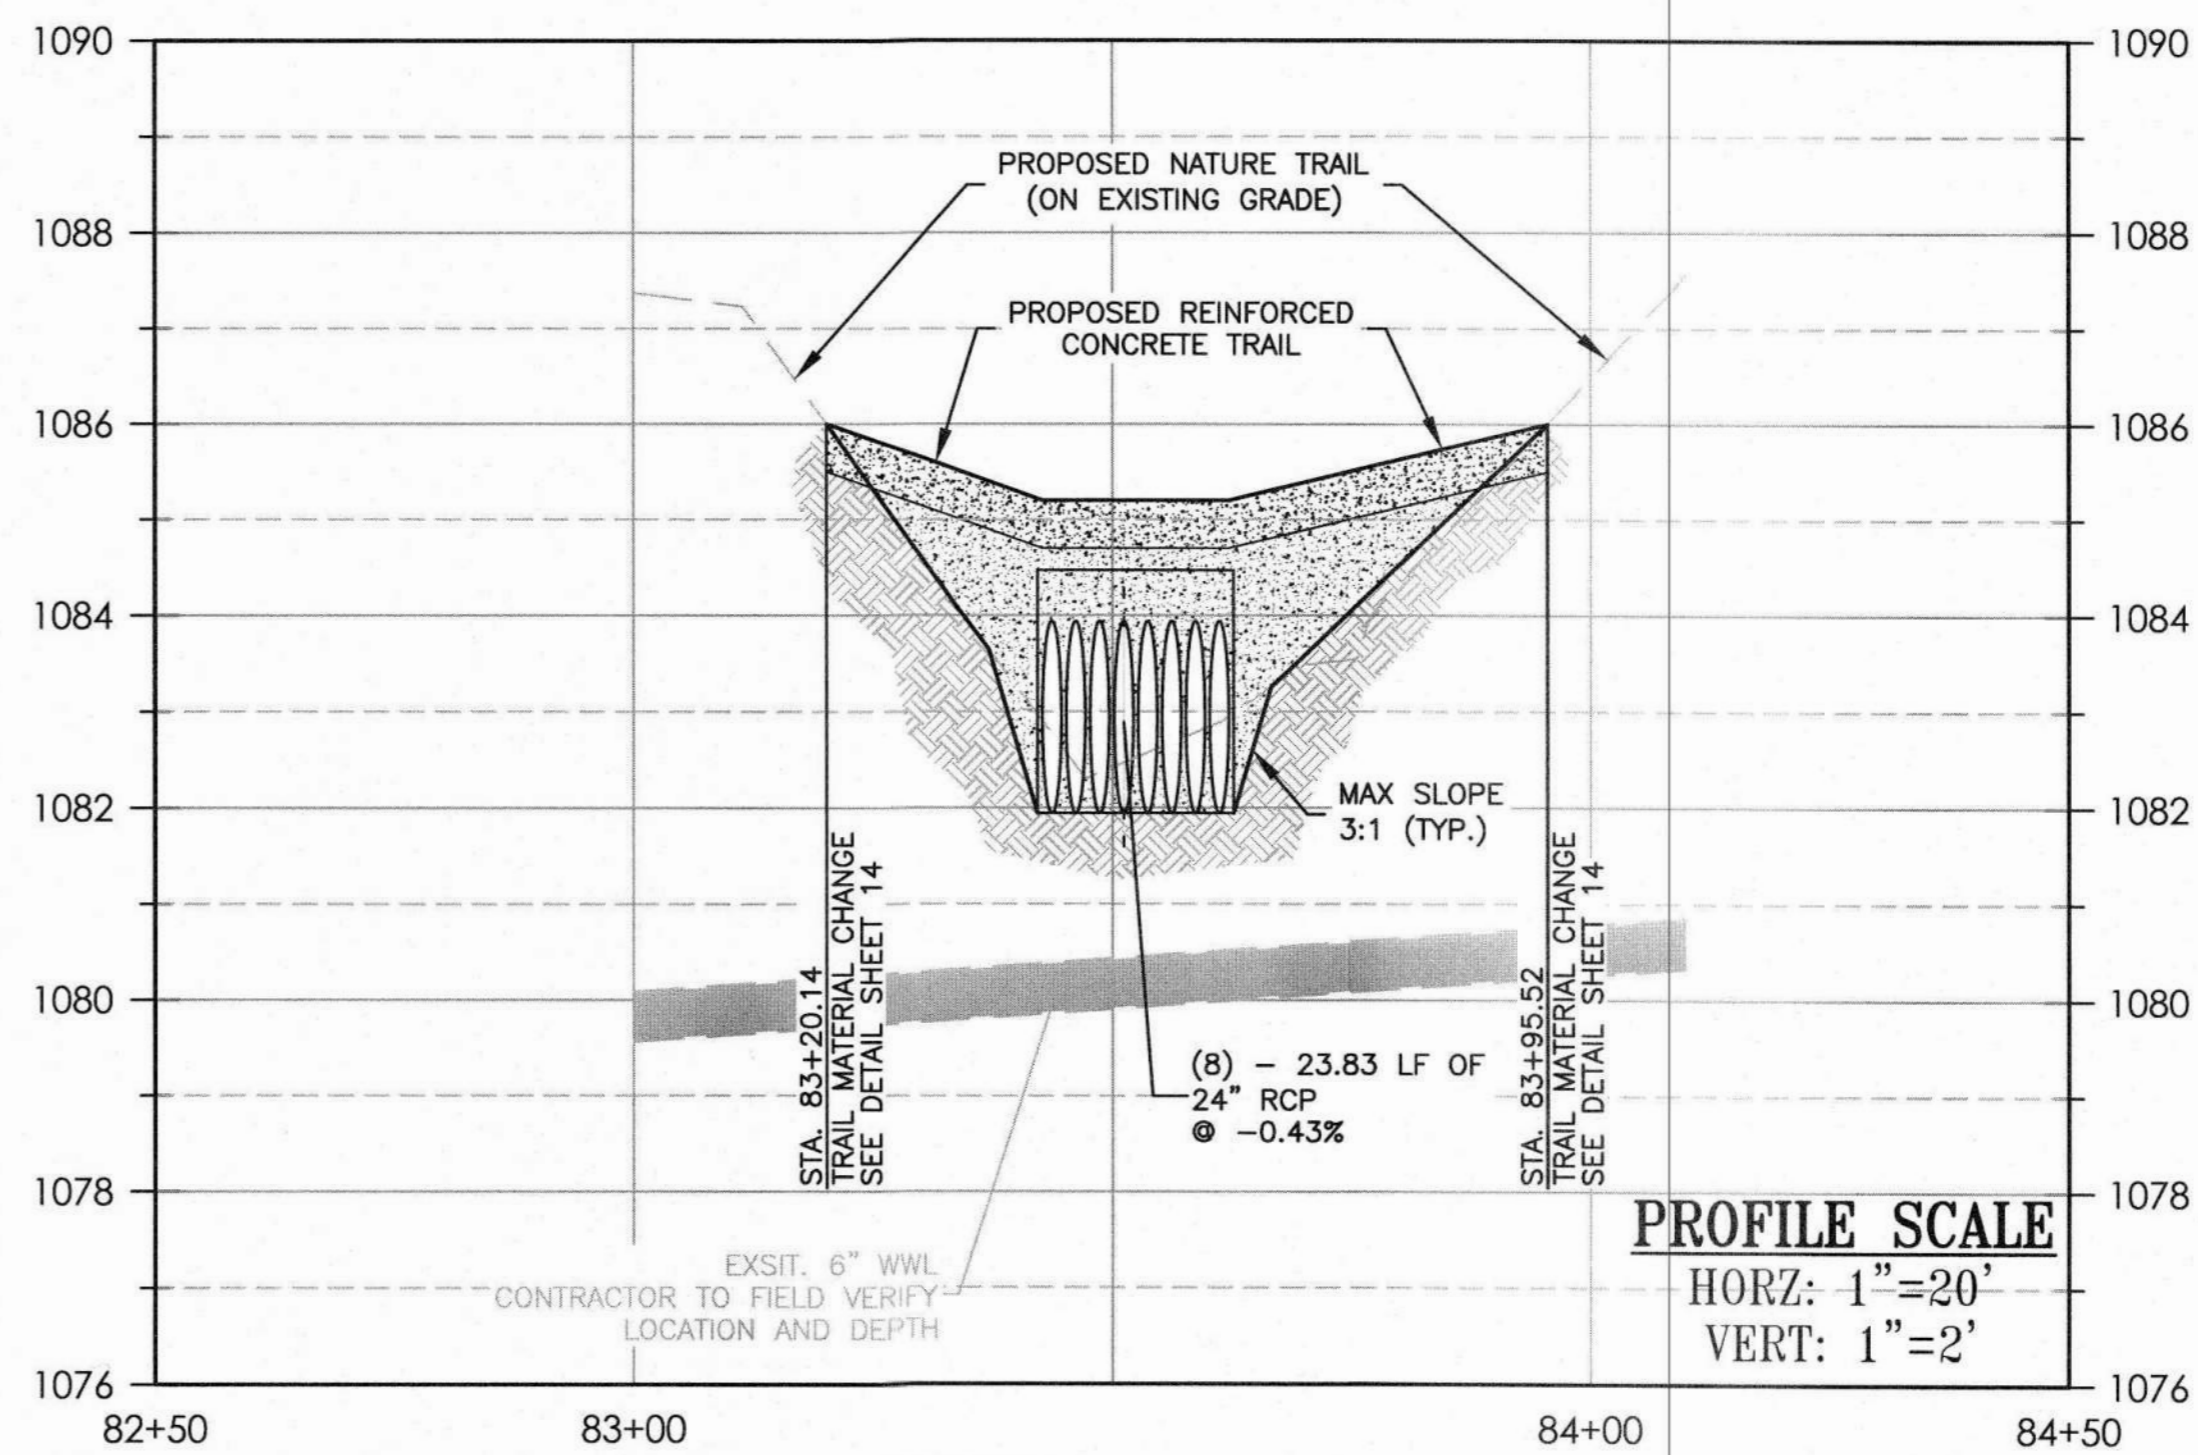 1090
1090
PROPOSED NATURE TRAIL
(ON EXISTING GRADE)
1088
1088
PROPOSED REINFORCED
CONCRETE TRAIL
1086
1086
1084
1084
MAX SLOPE
3:1 (TYP.)
1082
1082
STA. 83+20.14
TRAIL MATERIAL CHANGE
SEE DETAIL SHEET 14
STA. 83+95.52
TRAIL MATERIAL CHANGE
SEE DETAIL SHEET 14
1080
1080
(8) - 23.83 LF OF
24" RCP
@ -0.43%
1078
1078
EXSIT. 6" WWL
CONTRACTOR TO FIELD VERIFY
LOCATION AND DEPTH
PROFILE SCALE
HORZ: 1"=20'
VERT: 1"=2'
1076
1076
82+50
83+00
84+00
84+50